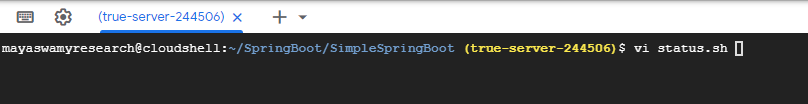 (true-server-244506)
mayaswamyresearch@cloudshell:~/SpringBoot/SimpleSpringBoot (true-server-244506)$ vi status.sh